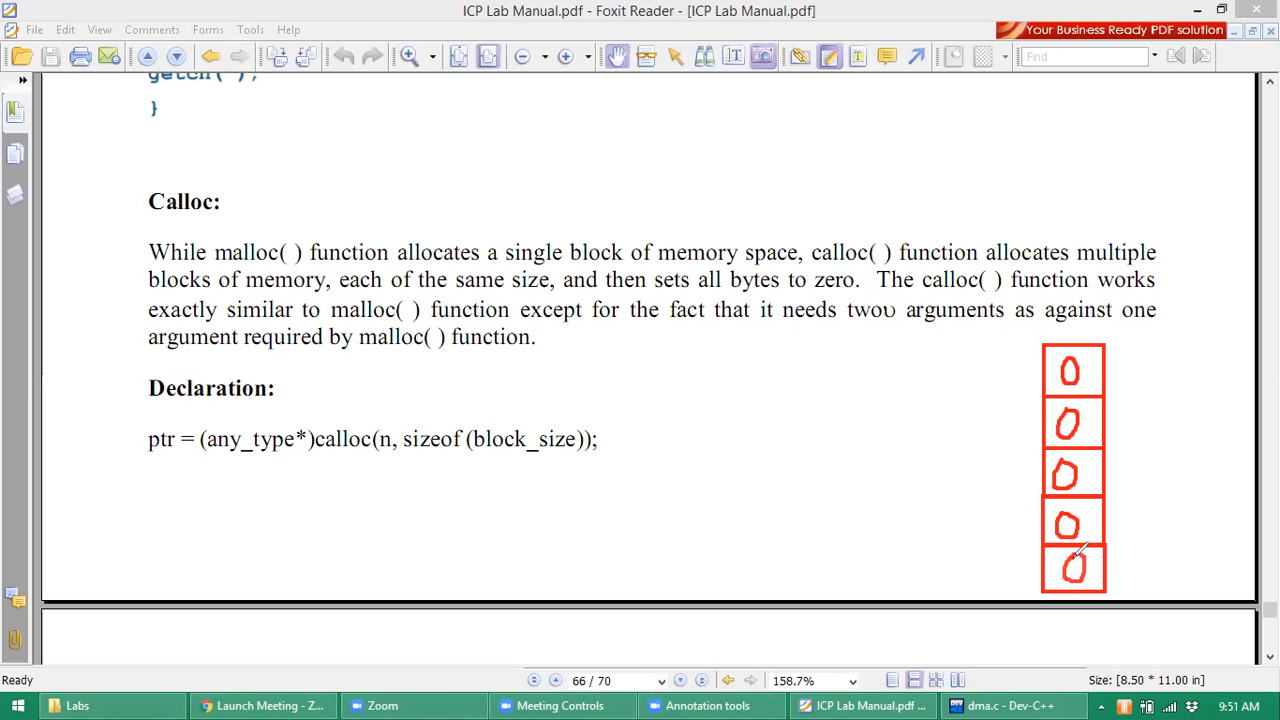 ICP Lab Manual.pdf - Foxit Reader - [ICP Lab Manual.pdf]
File Edit View Comments Forms Tools Help
Your Business Ready PDF solution
Find
getch( );
}
Calloc:
While malloc( ) function allocates a single block of memory space, calloc( ) function allocates multiple
blocks of memory, each of the same size, and then sets all bytes to zero. The calloc( ) function works
exactly similar to malloc( ) function except for the fact that it needs twoυ arguments as against one
argument required by malloc( ) function.
Declaration:
ptr = (any_type*)calloc(n, sizeof (block_size));
0
0
0
0
0
Ready
66 / 70
158.7%
Size: [8.50 * 11.00 in]
Labs
Launch Meeting - Z...
Zoom
Meeting Controls
Annotation tools
ICP Lab Manual.pdf ...
dma.c - Dev-C++
9:51 AM